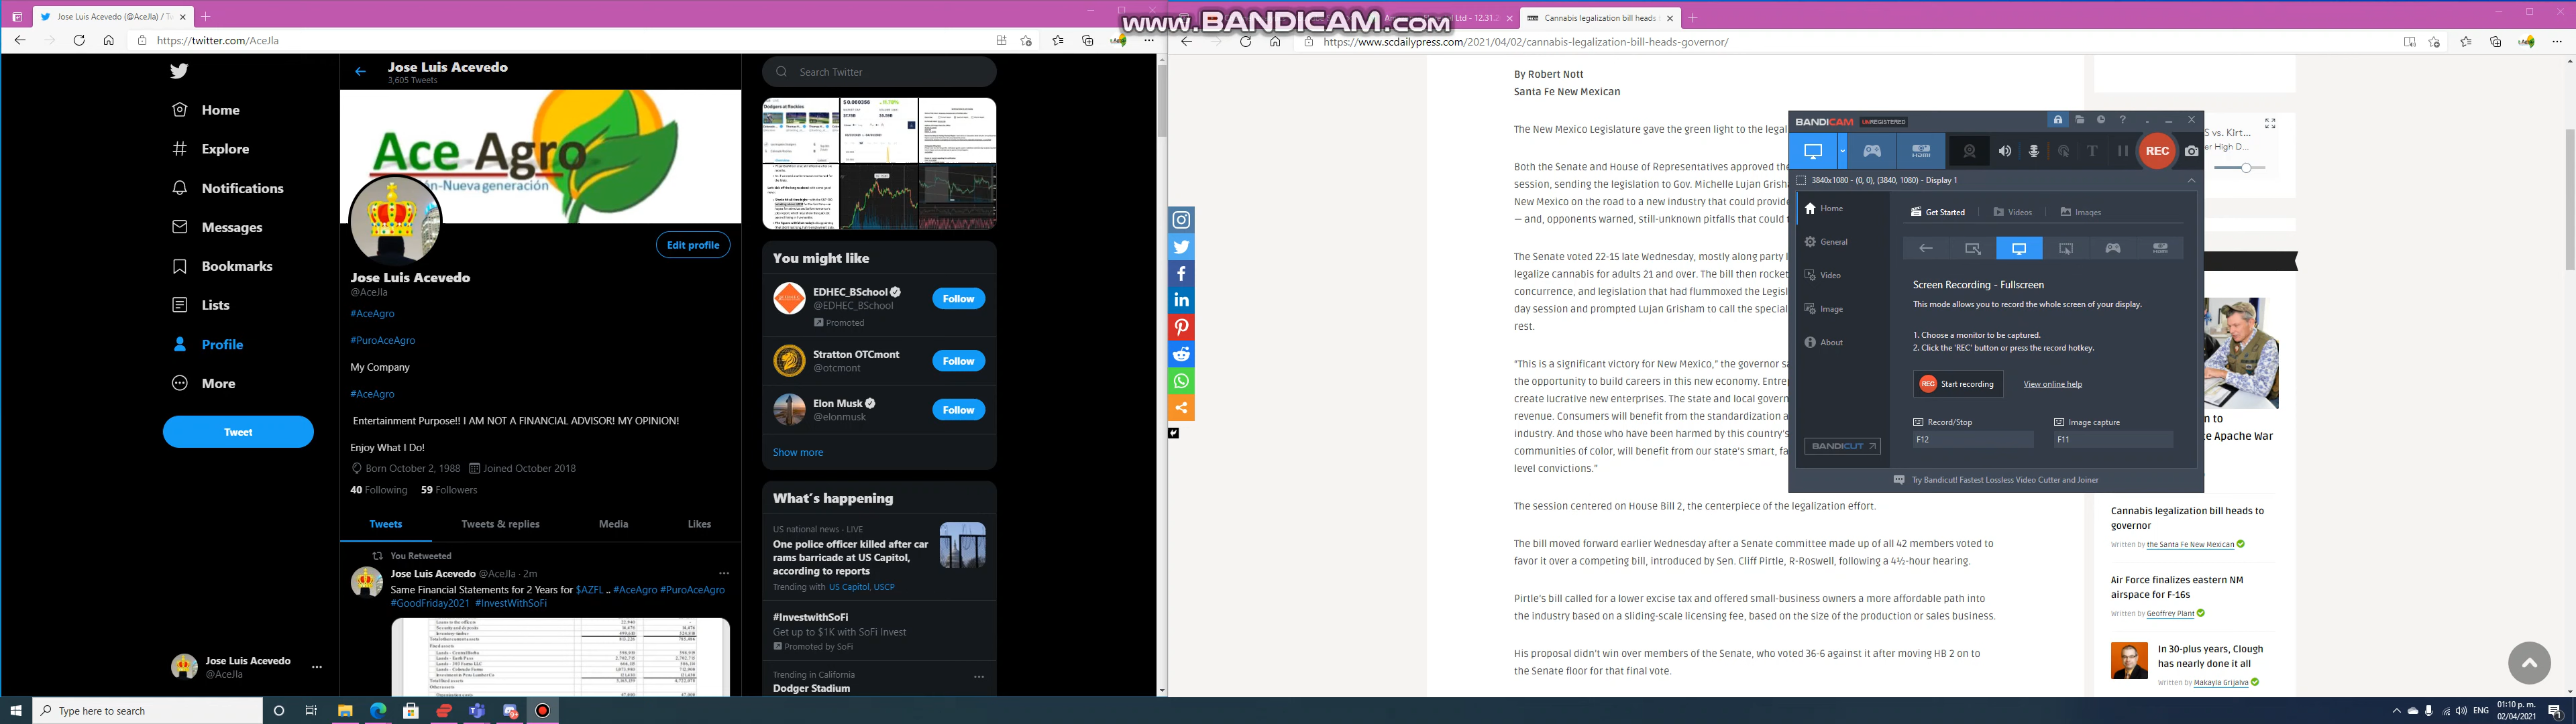 www.BANDICAM.com
Jose Luis Acevedo (@AceJla) / T
https://twitter.com/AceJla
Jose Luis Acevedo
3,605 Tweets
Search Twitter
Home
Explore
Notifications
Messages
Bookmarks
Lists
Profile
More
Tweet
Ace Agro
ón-Nueva generación
Edit profile
Jose Luis Acevedo
@AceJla
#AceAgro
#PuroAceAgro
My Company
#AceAgro
Entertainment Purpose!! I AM NOT A FINANCIAL ADVISOR! MY OPINION!
Enjoy What I Do!
Born October 2, 1988 Joined October 2018
40 Following 59 Followers
Tweets Tweets & replies Media Likes
You Retweeted
Jose Luis Acevedo @AceJla · 2m
Same Financial Statements for 2 Years for $AZFL .. #AceAgro #PuroAceAgro
#GoodFriday2021 #InvestWithSoFi
Jose Luis Acevedo
@AceJla
Dodgers at Rockies
You might like
EDHEC_BSchool
@EDHEC_BSchool
Promoted
Follow
Stratton OTCmont
@otcmont
Follow
Elon Musk
@elonmusk
Follow
Show more
What's happening
US national news · LIVE
One police officer killed after car
rams barricade at US Capitol,
according to reports
Trending with US Capitol, USCP
#InvestwithSoFi
Get up to $1K with SoFi Invest
Promoted by SoFi
Trending in California
Dodger Stadium
Ltd - 12.31.2
Cannabis legalization bill heads
https://www.scdailypress.com/2021/04/02/cannabis-legalization-bill-heads-governor/
By Robert Nott
Santa Fe New Mexican
The New Mexico Legislature gave the green light to the legal
Both the Senate and House of Representatives approved the
session, sending the legislation to Gov. Michelle Lujan Grish
New Mexico on the road to a new industry that could provide
— and, opponents warned, still-unknown pitfalls that could
The Senate voted 22-15 late Wednesday, mostly along party l
legalize cannabis for adults 21 and over. The bill then rocket
concurrence, and legislation that had flummoxed the Legisl
day session and prompted Lujan Grisham to call the special
rest.
"This is a significant victory for New Mexico," the governor sa
the opportunity to build careers in this new economy. Entrep
create lucrative new enterprises. The state and local govern
revenue. Consumers will benefit from the standardization a
industry. And those who have been harmed by this country's
communities of color, will benefit from our state's smart, fa
level convictions."
The session centered on House Bill 2, the centerpiece of the legalization effort.
The bill moved forward earlier Wednesday after a Senate committee made up of all 42 members voted to
favor it over a competing bill, introduced by Sen. Cliff Pirtle, R-Roswell, following a 4½-hour hearing.
Pirtle's bill called for a lower excise tax and offered small-business owners a more affordable path into
the industry based on a sliding-scale licensing fee, based on the size of the production or sales business.
His proposal didn't win over members of the Senate, who voted 36-6 against it after moving HB 2 on to
the Senate floor for that final vote.
BANDICAM UNREGISTERED
HDMI
REC
3840x1080 - (0, 0), (3840, 1080) - Display 1
Home
General
Video
Image
About
BANDICUT
Get Started Videos Images
Screen Recording - Fullscreen
This mode allows you to record the whole screen of your display.
1. Choose a monitor to be captured.
2. Click the 'REC' button or press the record hotkey.
REC Start recording View online help
Record/Stop Image capture
F12 F11
Try Bandicut! Fastest Lossless Video Cutter and Joiner
S vs. Kirt...
er High D...
n to
e Apache War
Cannabis legalization bill heads to
governor
Written by the Santa Fe New Mexican
Air Force finalizes eastern NM
airspace for F-16s
Written by Geoffrey Plant
In 30-plus years, Clough
has nearly done it all
Written by Makayla Grijalva
Type here to search
ENG
01:10 p. m.
02/04/2021